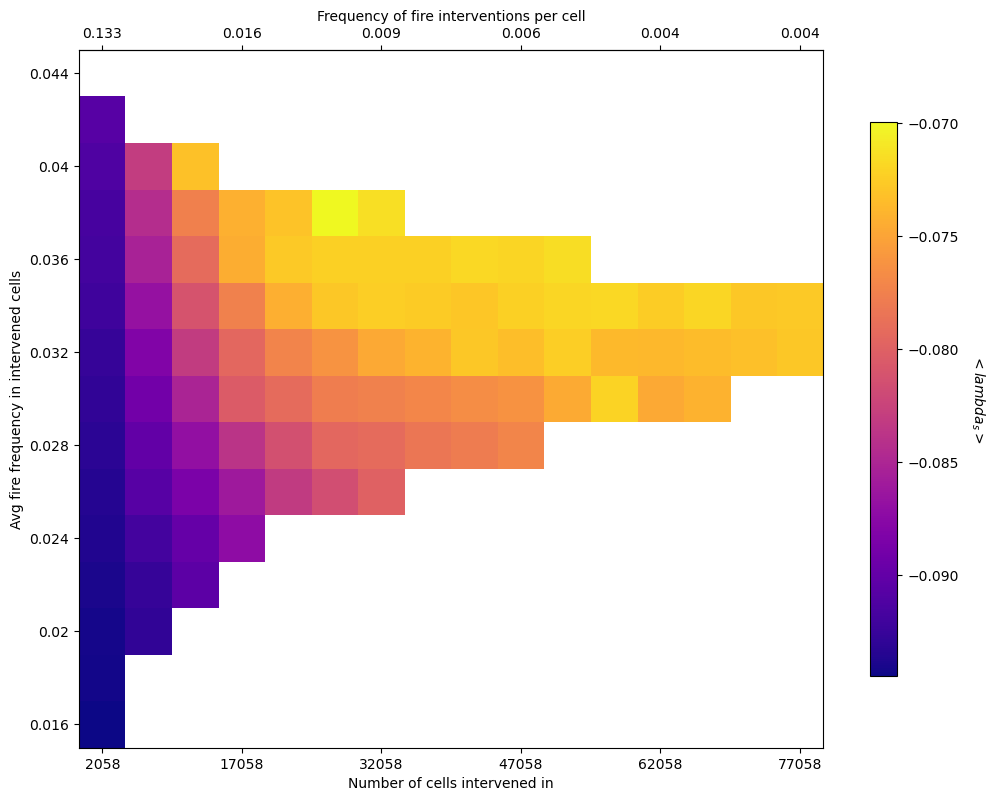 Frequency of fire interventions per cell
0.133 0.016 0.009 0.006 0.004 0.004
Avg fire frequency in intervened cells
0.044
0.04
0.036
0.032
0.028
0.024
0.02
0.016
2058 17058 32058 47058 62058 77058
Number of cells intervened in
−0.070
−0.075
−0.080
−0.085
−0.090
< lambdaₛ >